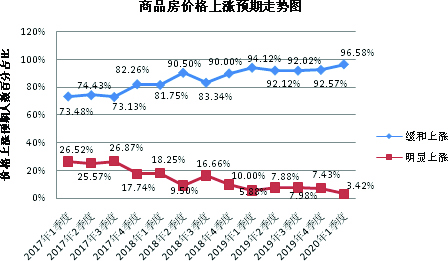 商品房价格上涨预期走势图
价格上涨预期人数百分占比
120%
100%
80%
60%
40%
20%
0%
73.48%
74.43%
73.13%
82.26%
81.75%
90.50%
83.34%
90.00%
94.12%
92.12%
92.02%
92.57%
96.58%
26.52%
25.57%
26.87%
17.74%
18.25%
9.50%
16.66%
10.00%
5.88%
7.88%
7.98%
7.43%
3.42%
2017年1季度
2017年2季度
2017年3季度
2017年4季度
2018年1季度
2018年2季度
2018年3季度
2018年4季度
2019年1季度
2019年2季度
2019年3季度
2019年4季度
2020年1季度
缓和上涨
明显上涨